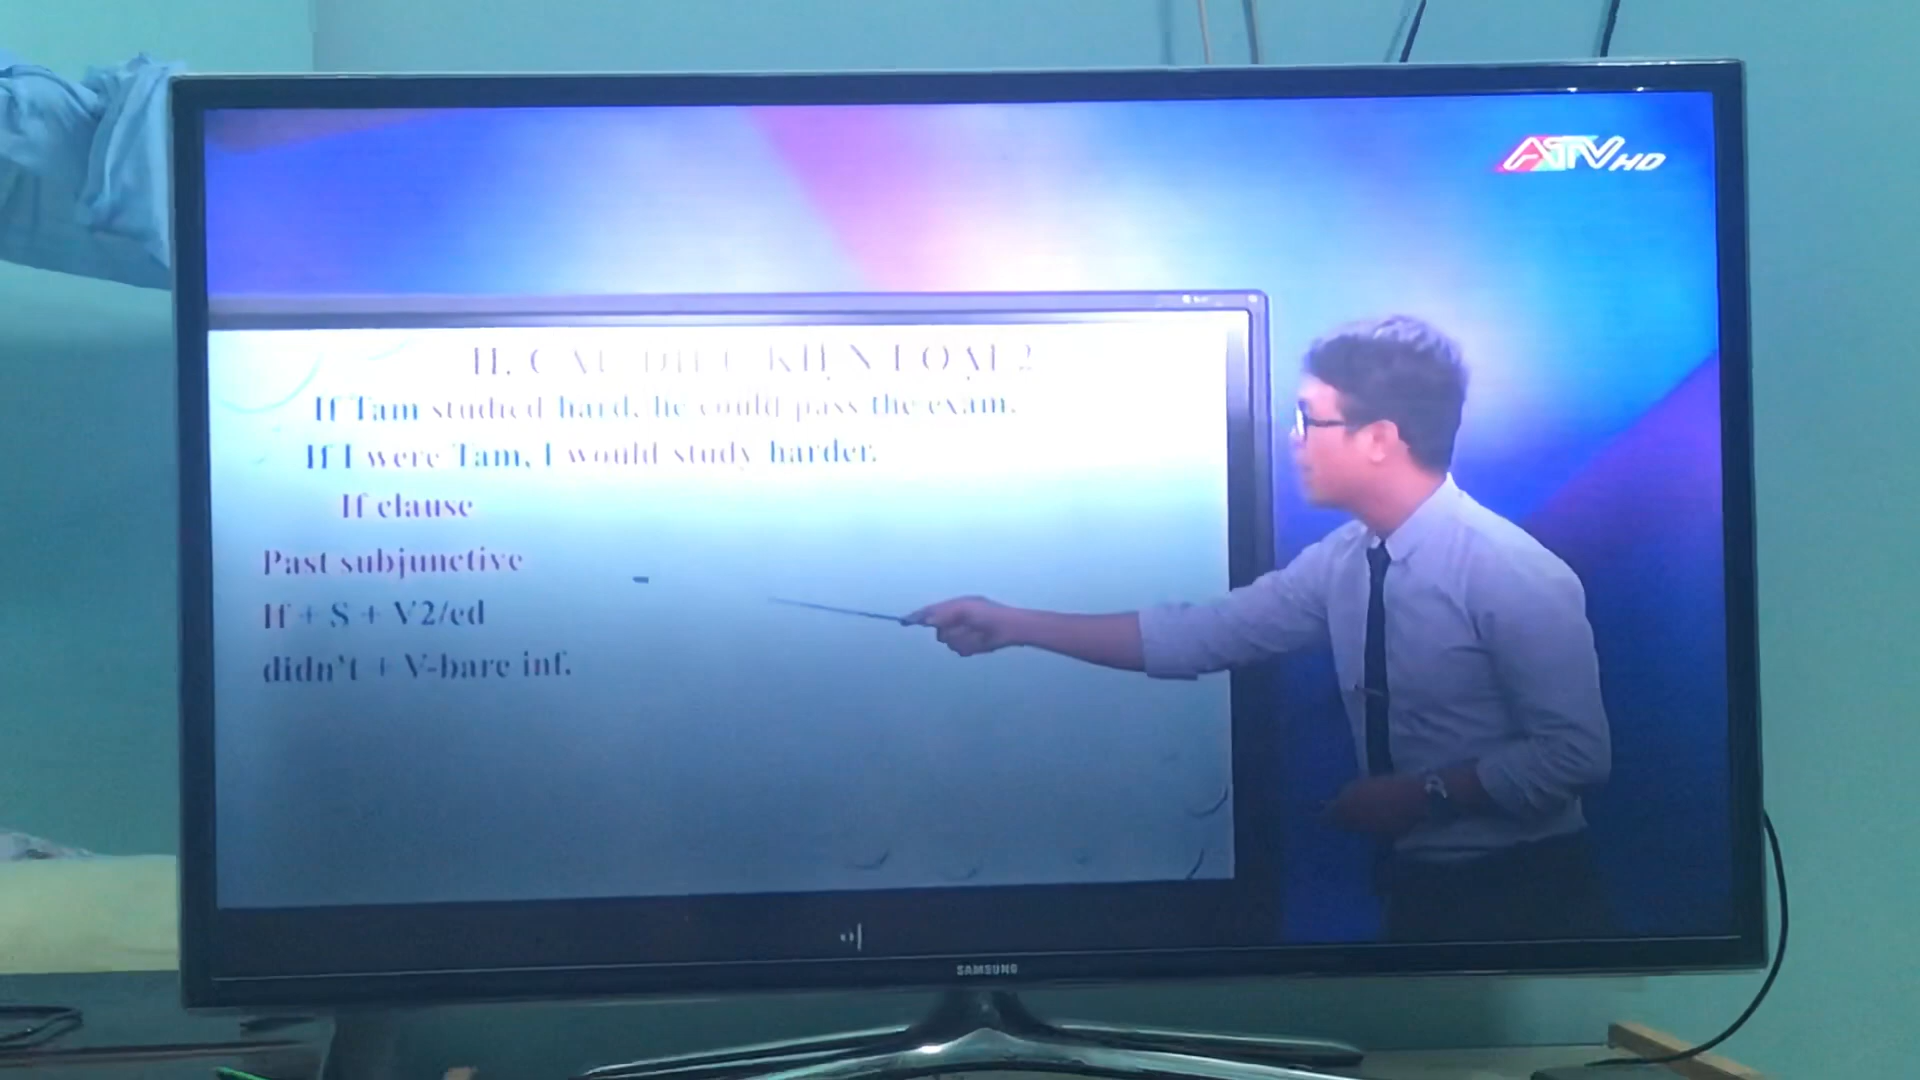 ATV HD
II. CÂU ĐIỀU KIỆN LOẠI 2
If Tam studied hard, he could pass the exam.
If I were Tam, I would study harder.
If clause
Past subjunctive
If + S + V2/ed
didn't + V-bare inf.
SAMSUNG